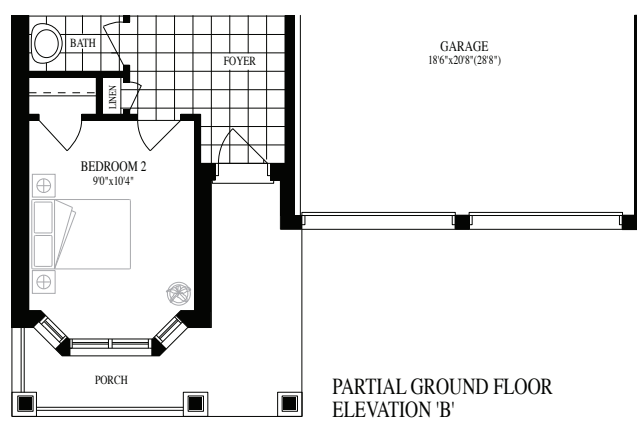 BATH
FOYER
GARAGE
18'6"x20'8"(28'8")
LINEN
BEDROOM 2
9'0"x10'4"
PORCH
PARTIAL GROUND FLOOR
ELEVATION 'B'